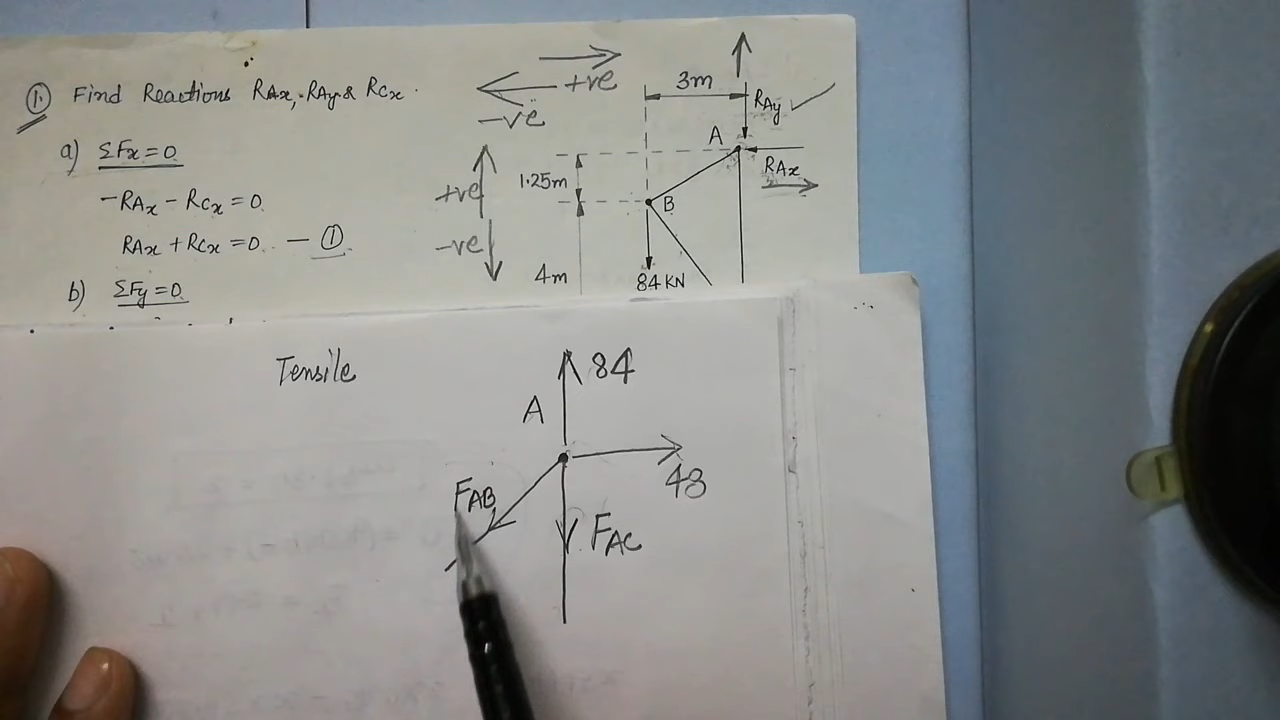 1. Find Reactions RAx, RAy & RCx.
a) ΣFx=0
-RAx - RCx = 0
RAx + RCx = 0 — 1
b) ΣFy=0
+ve
-ve
+ve
-ve
3m
RAy
A
RAx
1.25m
B
4m
84 KN
Tensile
84
A
48
FAB
FAC